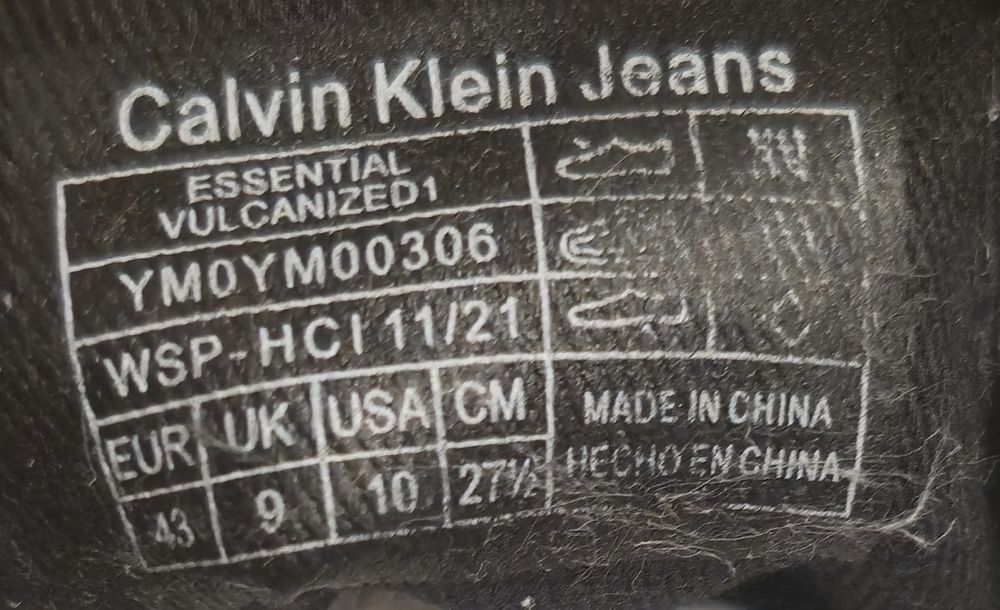 Calvin Klein Jeans
ESSENTIAL
VULCANIZED1
YM0YM00306
WSP-HCI 11/21
EUR UK USA CM
43 9 10 27½
MADE IN CHINA
HECHO EN CHINA